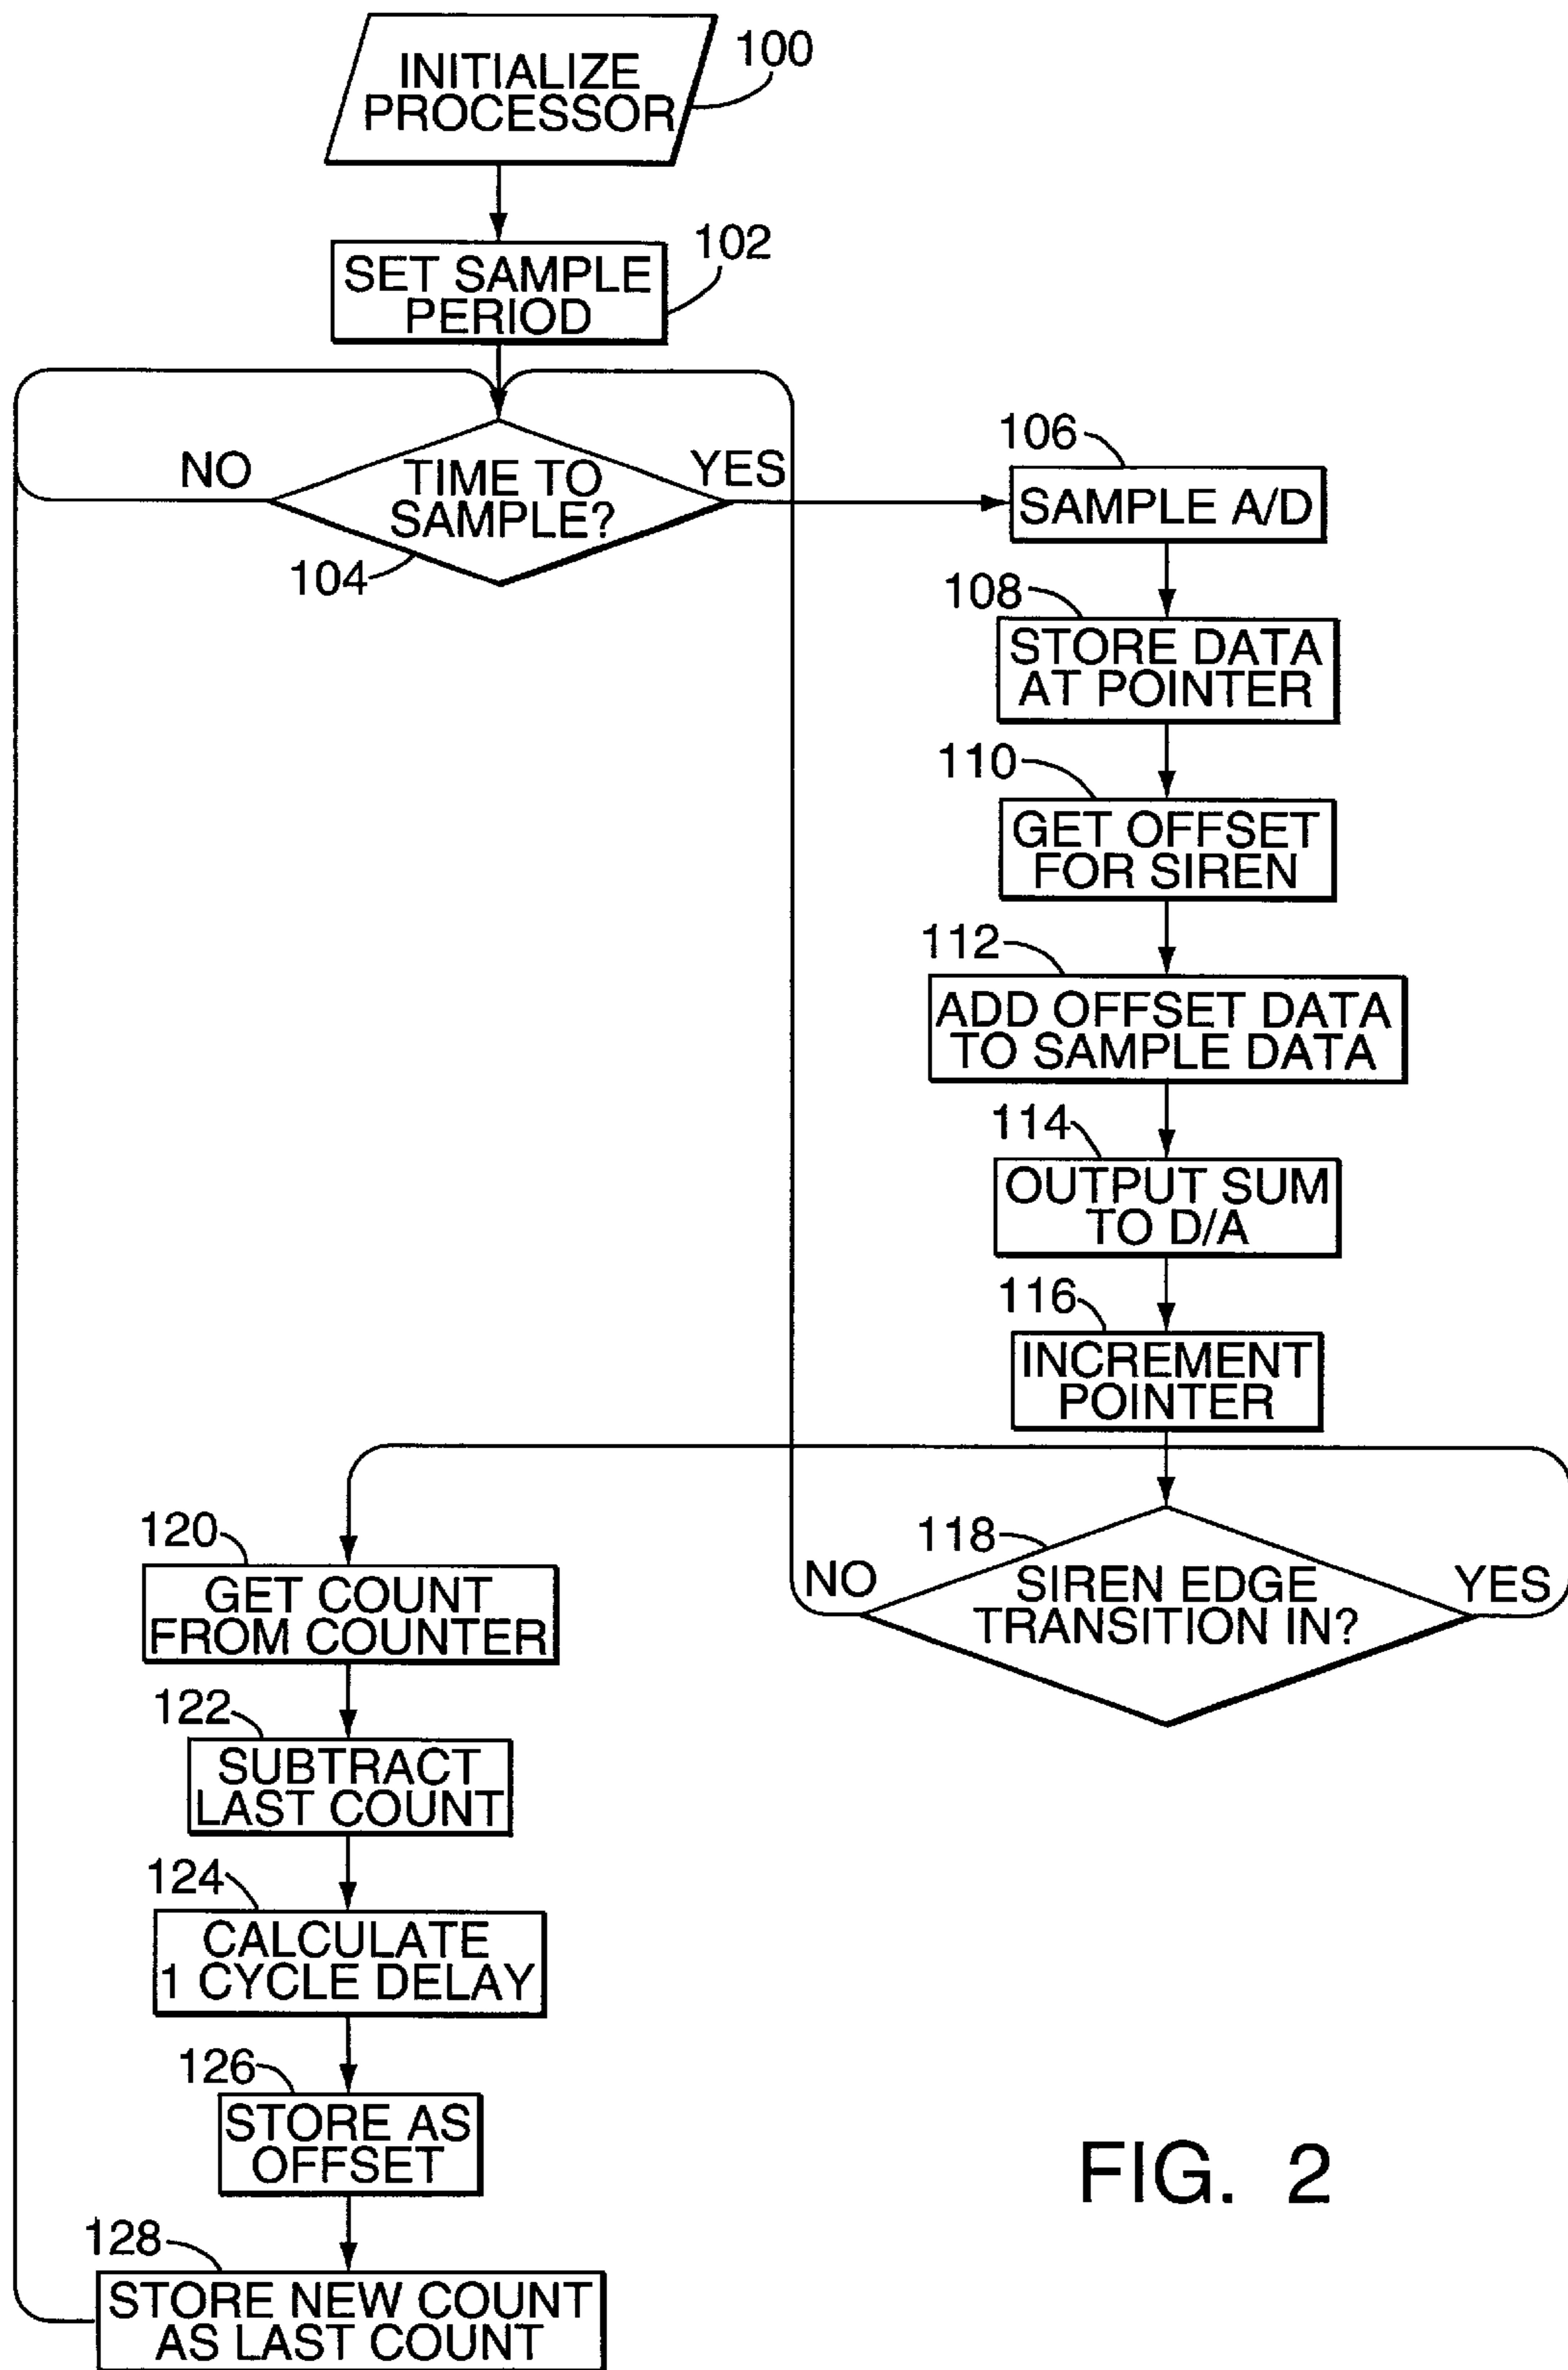 INITIALIZE
PROCESSOR
100
SET SAMPLE
PERIOD
102
TIME TO
SAMPLE?
NO
YES
104
106
SAMPLE A/D
108
STORE DATA
AT POINTER
110
GET OFFSET
FOR SIREN
112
ADD OFFSET DATA
TO SAMPLE DATA
114
OUTPUT SUM
TO D/A
116
INCREMENT
POINTER
118
SIREN EDGE
TRANSITION IN?
NO
YES
120
GET COUNT
FROM COUNTER
122
SUBTRACT
LAST COUNT
124
CALCULATE
1 CYCLE DELAY
126
STORE AS
OFFSET
128
STORE NEW COUNT
AS LAST COUNT
FIG. 2